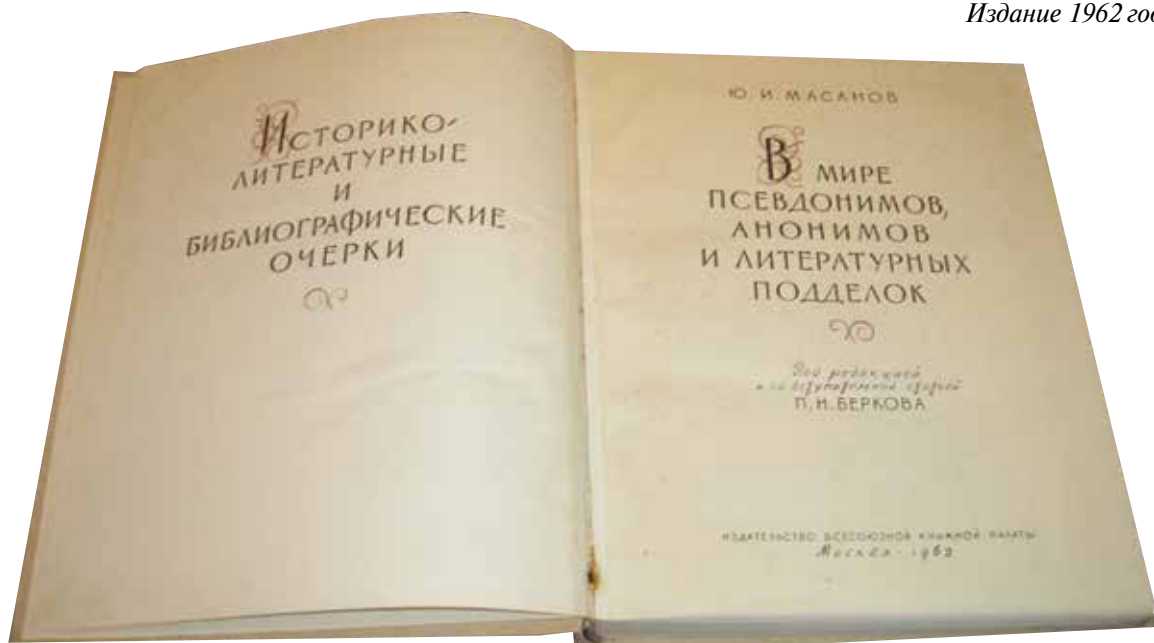 Издание 1962 го
Историко-
литературные
и
библиографические
очерки
Ю. И. МАСАНОВ
В МИРЕ
ПСЕВДОНИМОВ,
АНОНИМОВ
И ЛИТЕРАТУРНЫХ
ПОДДЕЛОК
Под редакцией
и со вступительной статьей
П. Н. БЕРКОВА
ИЗДАТЕЛЬСТВО ВСЕСОЮЗНОЙ КНИЖНОЙ ПАЛАТЫ
Москва - 1963